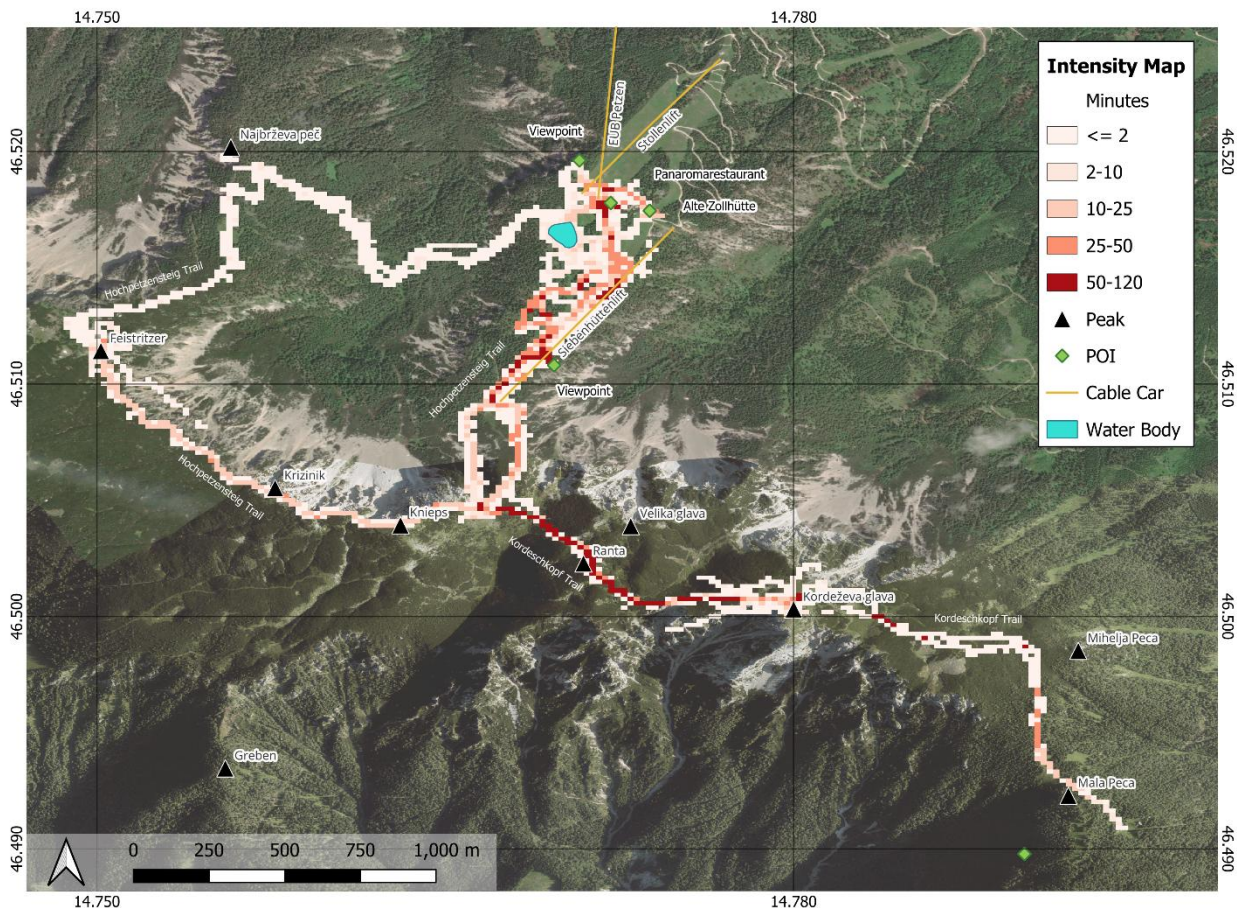 14.750
14.780
Intensity Map
Minutes
<= 2
2-10
10-25
25-50
50-120
Peak
POI
Cable Car
Water Body
EUB Petzen
Stollenlift
Viewpoint
Najbrževa peč
46.520
46.520
Panaromarestaurant
Alte Zollhütte
Hochpetzensteig Trail
Siebenhüttenlift
Feistritzer
Hochpetzensteig Trail
46.510
46.510
Viewpoint
Hochpetzensteig Trail
Krizinik
Knieps
Velika glava
Kordeschkopf Trail
Ranta
Kordeževa glava
Kordeschkopf Trail
46.500
46.500
Mihelja Peca
Greben
Mala Peca
46.490
46.490
0 250 500 750 1,000 m
14.750
14.780